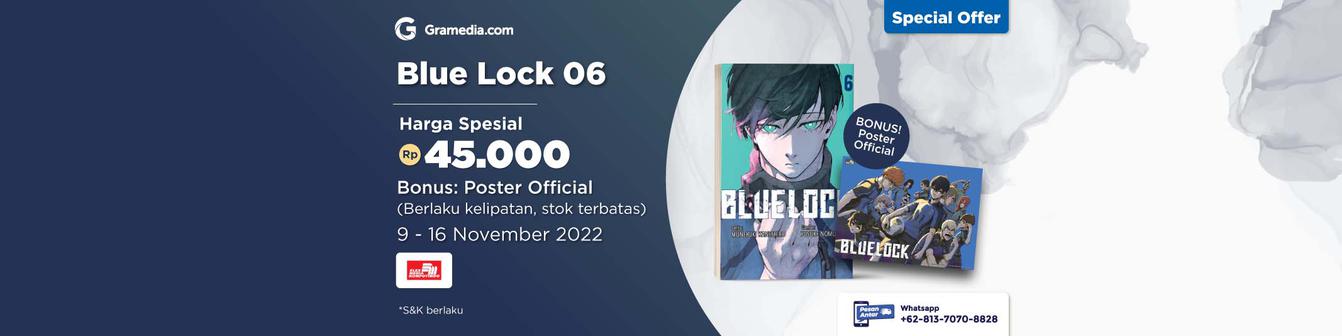 Special Offer
Gramedia.com
Blue Lock 06
Harga Spesial
Rp 45.000
Bonus: Poster Official
(Berlaku kelipatan, stok terbatas)
9 - 16 November 2022
*S&K berlaku
6
BLUELOC
BONUS!
Poster
Official
BLUELOCK
Pesan
Antar
Whatsapp
+62-813-7070-8828